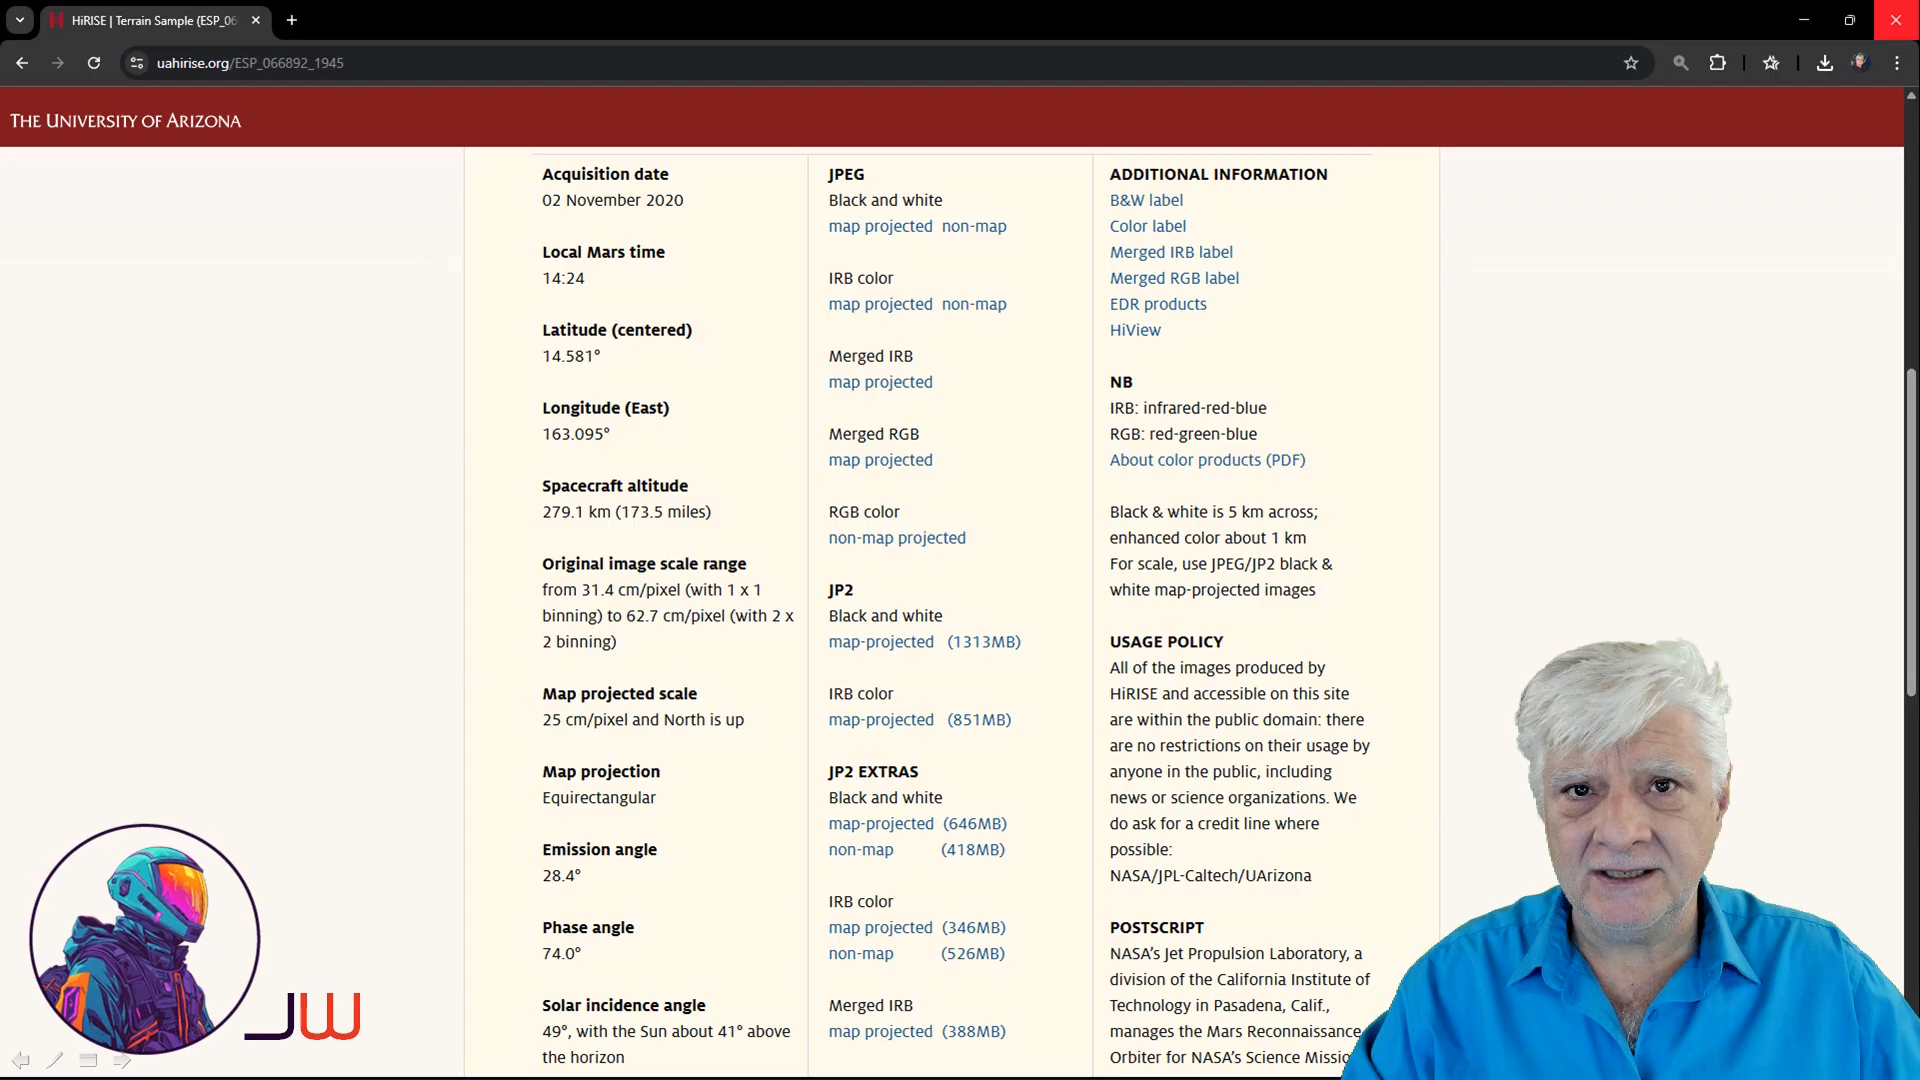 HiRISE | Terrain Sample (ESP_06
uahirise.org/ESP_066892_1945
THE UNIVERSITY OF ARIZONA
Acquisition date
02 November 2020
Local Mars time
14:24
Latitude (centered)
14.581°
Longitude (East)
163.095°
Spacecraft altitude
279.1 km (173.5 miles)
Original image scale range
from 31.4 cm/pixel (with 1 x 1
binning) to 62.7 cm/pixel (with 2 x
2 binning)
Map projected scale
25 cm/pixel and North is up
Map projection
Equirectangular
Emission angle
28.4°
Phase angle
74.0°
Solar incidence angle
49°, with the Sun about 41° above
the horizon
JPEG
Black and white
map projected non-map
IRB color
map projected non-map
Merged IRB
map projected
Merged RGB
map projected
RGB color
non-map projected
JP2
Black and white
map-projected (1313MB)
IRB color
map-projected (851MB)
JP2 EXTRAS
Black and white
map-projected (646MB)
non-map (418MB)
IRB color
map projected (346MB)
non-map (526MB)
Merged IRB
map projected (388MB)
ADDITIONAL INFORMATION
B&W label
Color label
Merged IRB label
Merged RGB label
EDR products
HiView
NB
IRB: infrared-red-blue
RGB: red-green-blue
About color products (PDF)
Black & white is 5 km across;
enhanced color about 1 km
For scale, use JPEG/JP2 black &
white map-projected images
USAGE POLICY
All of the images produced by
HiRISE and accessible on this site
are within the public domain: there
are no restrictions on their usage by
anyone in the public, including
news or science organizations. We
do ask for a credit line where
possible:
NASA/JPL-Caltech/UArizona
POSTSCRIPT
NASA's Jet Propulsion Laboratory, a
division of the California Institute of
Technology in Pasadena, Calif.,
manages the Mars Reconnaissance
Orbiter for NASA's Science
JW